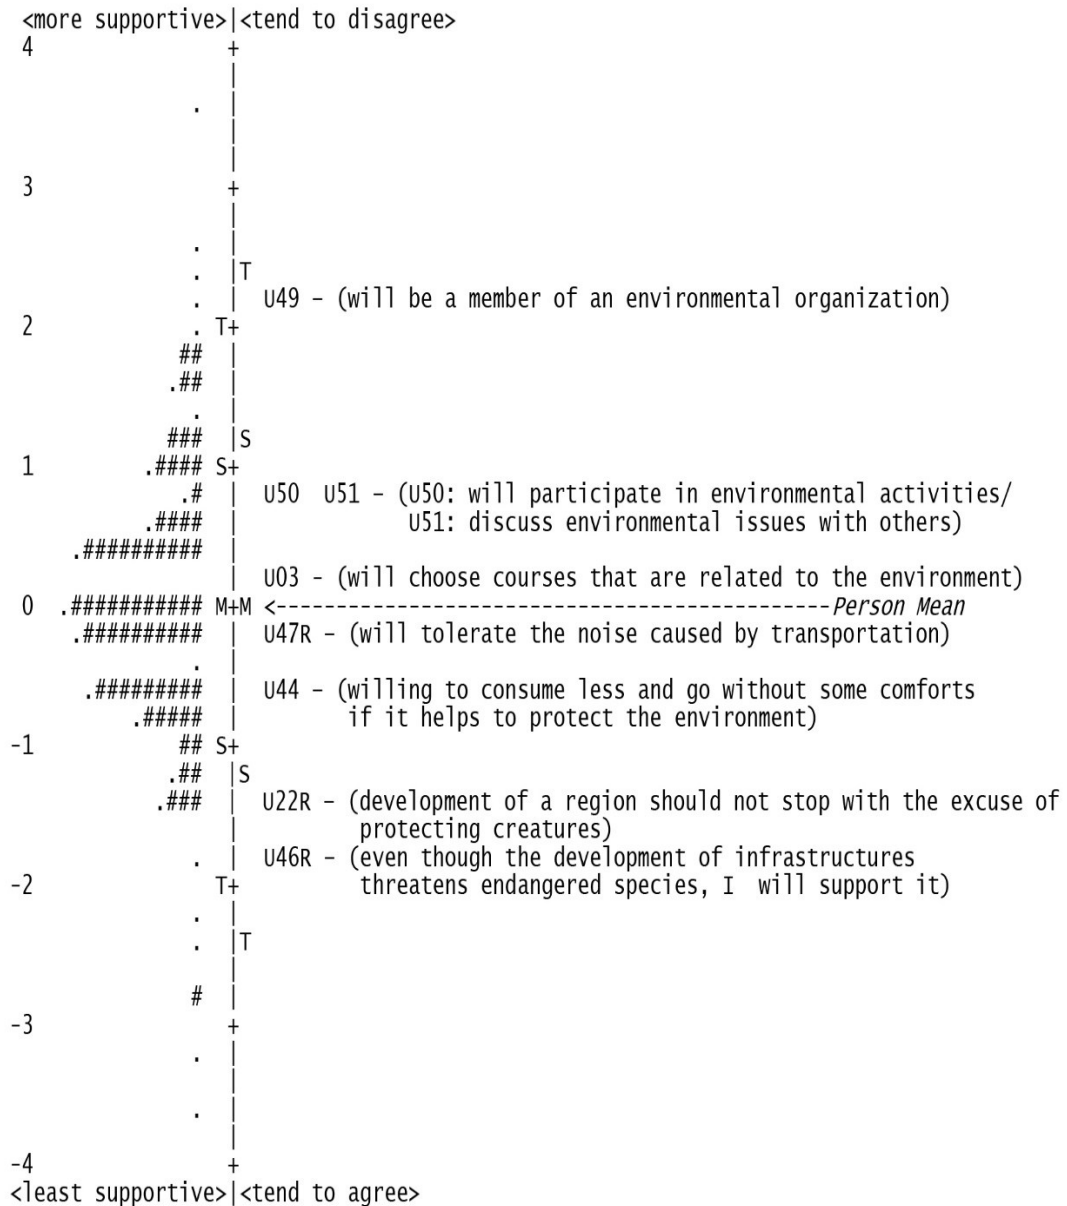 <more supportive>|<tend to disagree>
4 +
|
. |
|
|
3 +
|
. |
. |T
. | U49 – (will be a member of an environmental organization)
2 . T+
## |
.## |
. |
### |S
1 .#### S+
.# | U50 U51 – (U50: will participate in environmental activities/
.#### | U51: discuss environmental issues with others)
.########## |
| U03 - (will choose courses that are related to the environment)
0 .########### M+M <----------------------------------------------Person Mean
.########## | U47R – (will tolerate the noise caused by transportation)
. |
.######### | U44 – (willing to consume less and go without some comforts
.##### | if it helps to protect the environment)
-1 ## S+
.## |S
.### | U22R – (development of a region should not stop with the excuse of
| protecting creatures)
. | U46R – (even though the development of infrastructures
-2 T+ threatens endangered species, I will support it)
. |
. |T
|
# |
-3 +
. |
|
. |
|
-4 +
<least supportive>|<tend to agree>